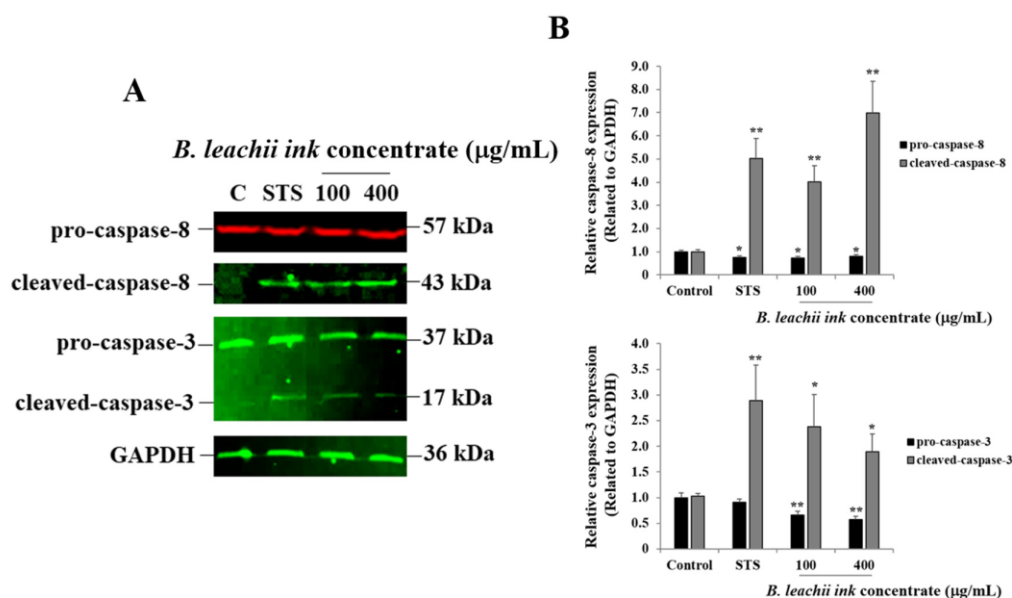 A
B. leachii ink concentrate (µg/mL)
C STS 100 400
pro-caspase-8 57 kDa
cleaved-caspase-8 43 kDa
pro-caspase-3 37 kDa
cleaved-caspase-3 17 kDa
GAPDH 36 kDa
B
Relative caspase-8 expression
(Related to GAPDH)
9.0
8.0
7.0
6.0
5.0
4.0
3.0
2.0
1.0
0.0
* ** * ** * **
pro-caspase-8
cleaved-caspase-8
Control STS 100 400
B. leachii ink concentrate (µg/mL)
Relative caspase-3 expression
(Related to GAPDH)
4.0
3.5
3.0
2.5
2.0
1.5
1.0
0.5
0.0
** ** * ** *
pro-caspase-3
cleaved-caspase-3
Control STS 100 400
B. leachii ink concentrate (µg/mL)